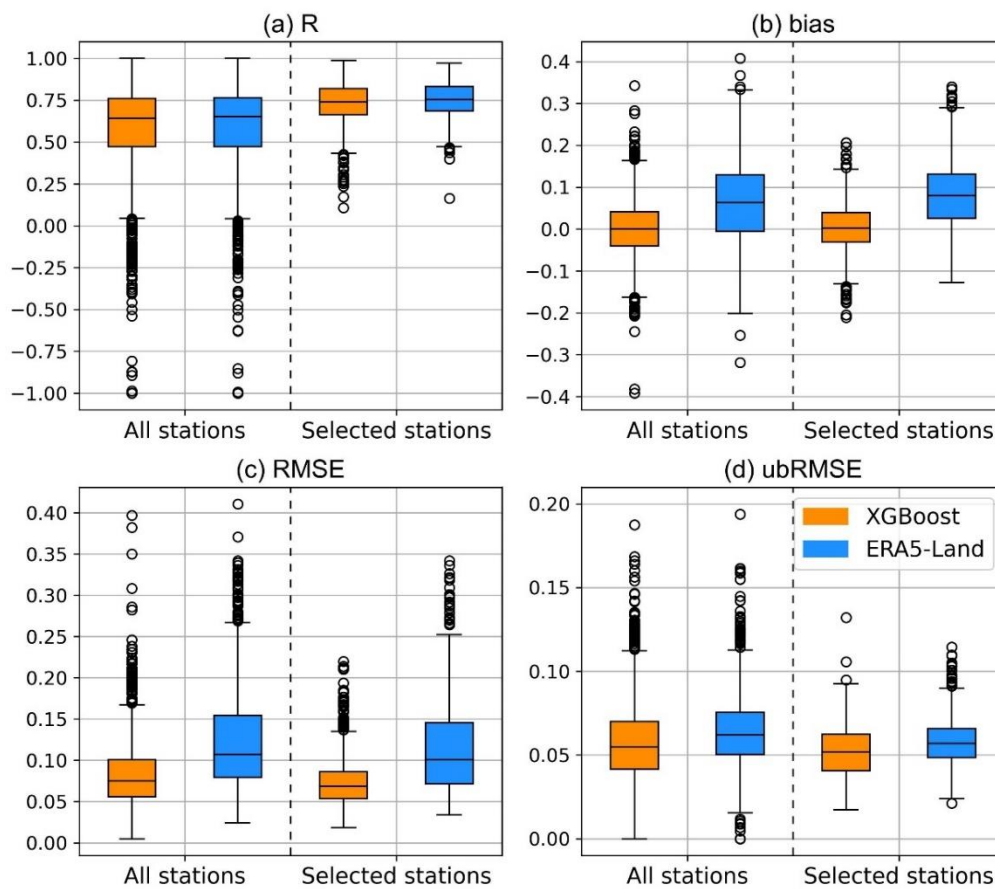 (a) R
1.00
0.75
0.50
0.25
0.00
−0.25
−0.50
−0.75
−1.00
All stations
Selected stations
(b) bias
0.4
0.3
0.2
0.1
0.0
−0.1
−0.2
−0.3
−0.4
All stations
Selected stations
(c) RMSE
0.40
0.35
0.30
0.25
0.20
0.15
0.10
0.05
0.00
All stations
Selected stations
(d) ubRMSE
0.20
0.15
0.10
0.05
0.00
XGBoost
ERA5-Land
All stations
Selected stations